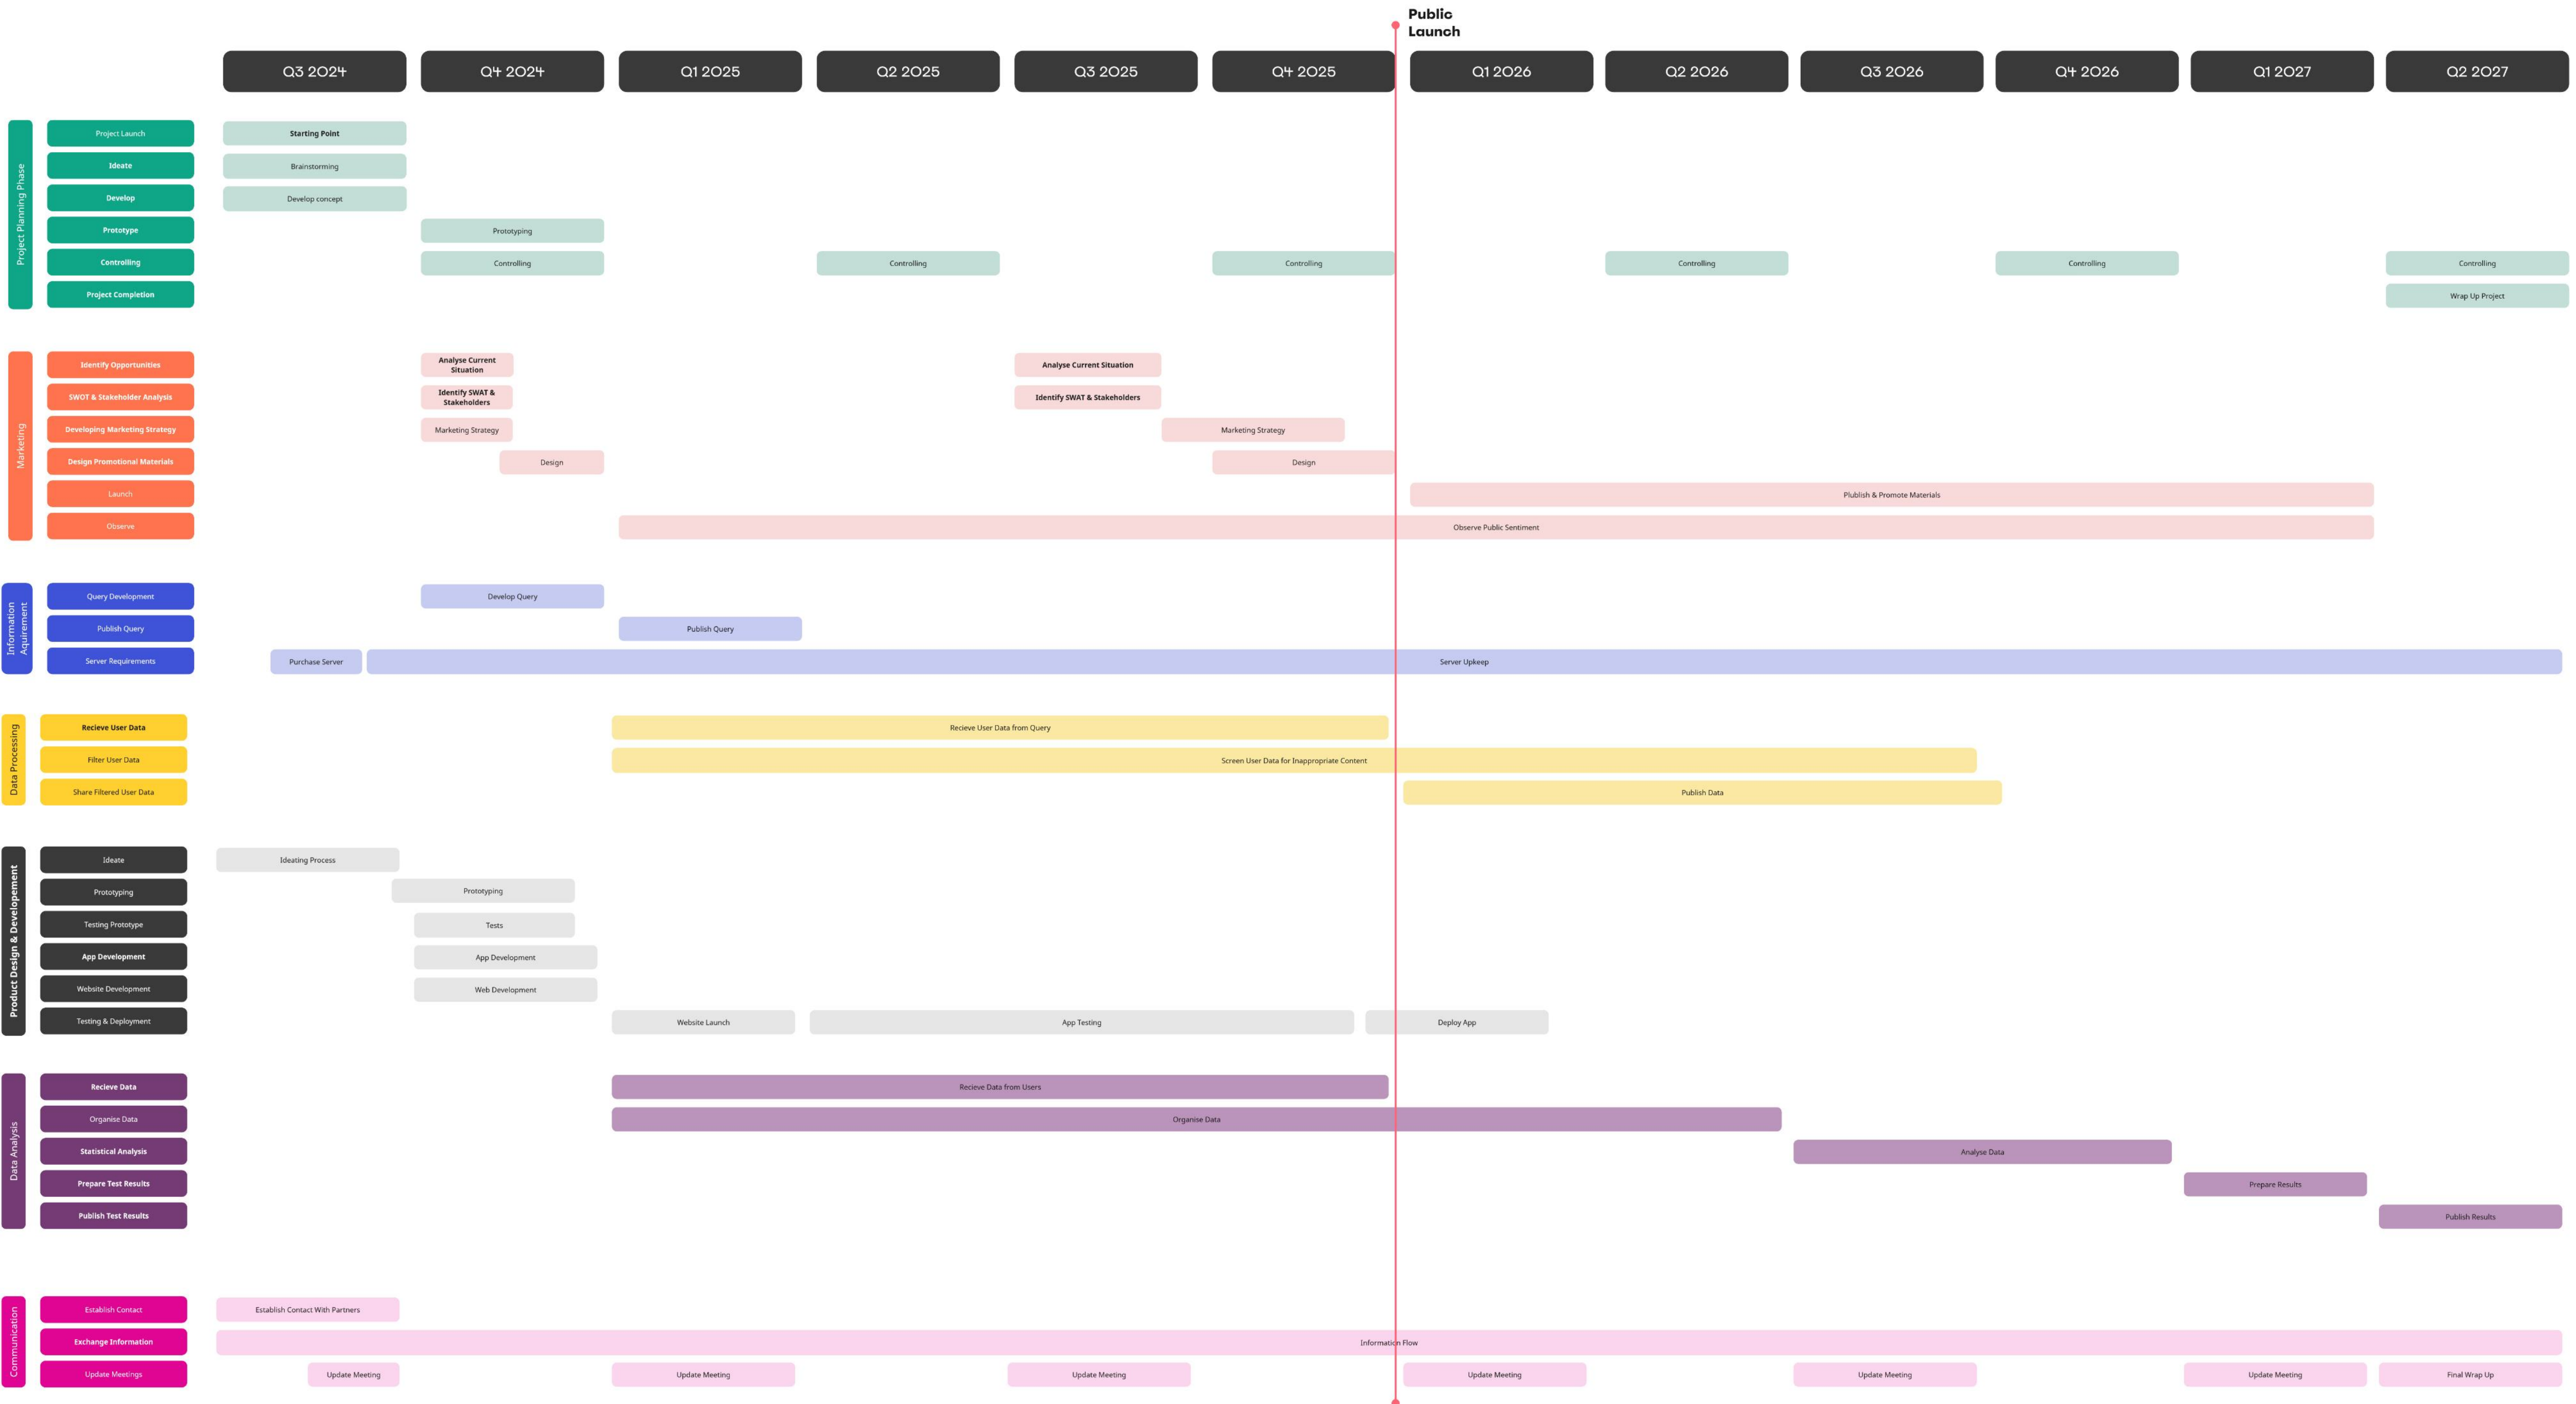 Public
Launch
Q3 2024
Q4 2024
Q1 2025
Q2 2025
Q3 2025
Q4 2025
Q1 2026
Q2 2026
Q3 2026
Q4 2026
Q1 2027
Q2 2027
Project Planning Phase
Project Launch
Starting Point
Ideate
Brainstorming
Develop
Develop concept
Prototype
Prototyping
Controlling
Controlling
Controlling
Controlling
Controlling
Controlling
Controlling
Project Completion
Wrap Up Project
Marketing
Identify Opportunities
Analyse Current
Situation
Analyse Current Situation
SWOT & Stakeholder Analysis
Identify SWAT &
Stakeholders
Identify SWAT & Stakeholders
Developing Marketing Strategy
Marketing Strategy
Marketing Strategy
Design Promotional Materials
Design
Design
Launch
Plublish & Promote Materials
Observe
Observe Public Sentiment
Information
Aquirement
Query Development
Develop Query
Publish Query
Publish Query
Server Requirements
Purchase Server
Server Upkeep
Data Processing
Recieve User Data
Recieve User Data from Query
Filter User Data
Screen User Data for Inappropriate Content
Share Filtered User Data
Publish Data
Product Design & Developement
Ideate
Ideating Process
Prototyping
Prototyping
Testing Prototype
Tests
App Development
App Development
Website Development
Web Development
Testing & Deployment
Website Launch
App Testing
Deploy App
Data Analysis
Recieve Data
Recieve Data from Users
Organise Data
Organise Data
Statistical Analysis
Analyse Data
Prepare Test Results
Prepare Results
Publish Test Results
Publish Results
Communication
Establish Contact
Establish Contact With Partners
Exchange Information
Information Flow
Update Meetings
Update Meeting
Update Meeting
Update Meeting
Update Meeting
Update Meeting
Update Meeting
Final Wrap Up